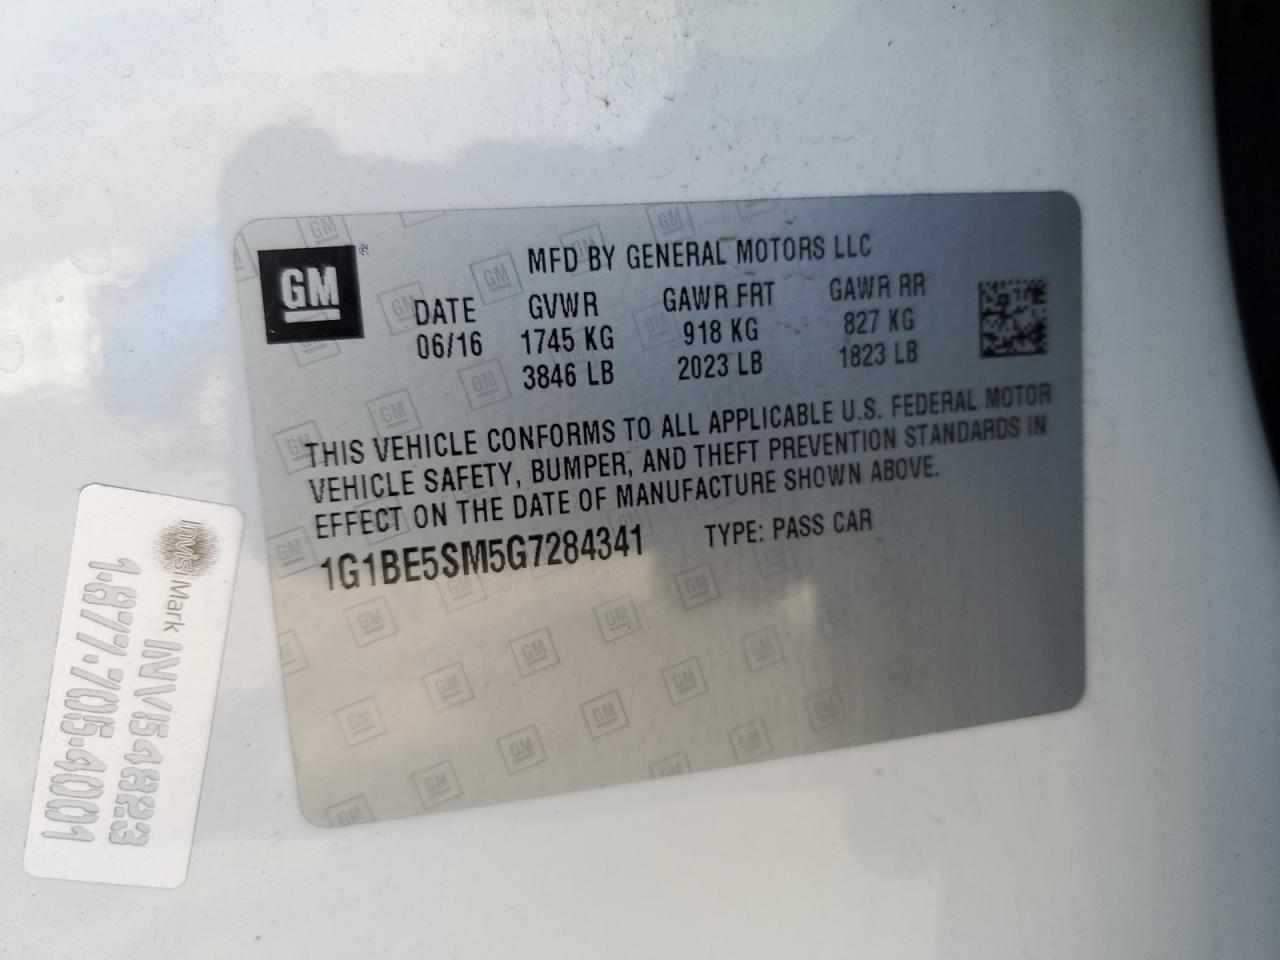 GM ®
MFD BY GENERAL MOTORS LLC
DATE GVWR GAWR FRT GAWR RR
06/16 1745 KG 918 KG 827 KG
3846 LB 2023 LB 1823 LB
THIS VEHICLE CONFORMS TO ALL APPLICABLE U.S. FEDERAL MOTOR
VEHICLE SAFETY, BUMPER, AND THEFT PREVENTION STANDARDS IN
EFFECT ON THE DATE OF MANUFACTURE SHOWN ABOVE.
1G1BE5SM5G7284341 TYPE: PASS CAR
InVisiMark INV54823
1.877.705.4001